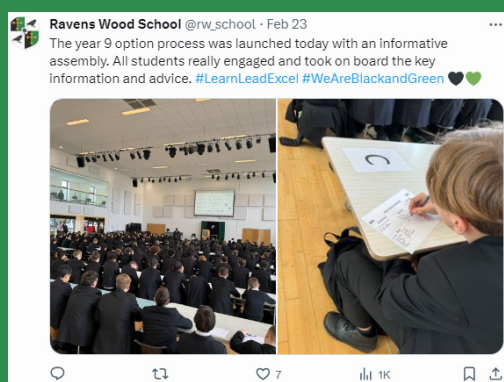 Ravens Wood School @rw_school · Feb 23
The year 9 option process was launched today with an informative
assembly. All students really engaged and took on board the key
information and advice. #LearnLeadExcel #WeAreBlackandGreen 🖤💚
7
1K